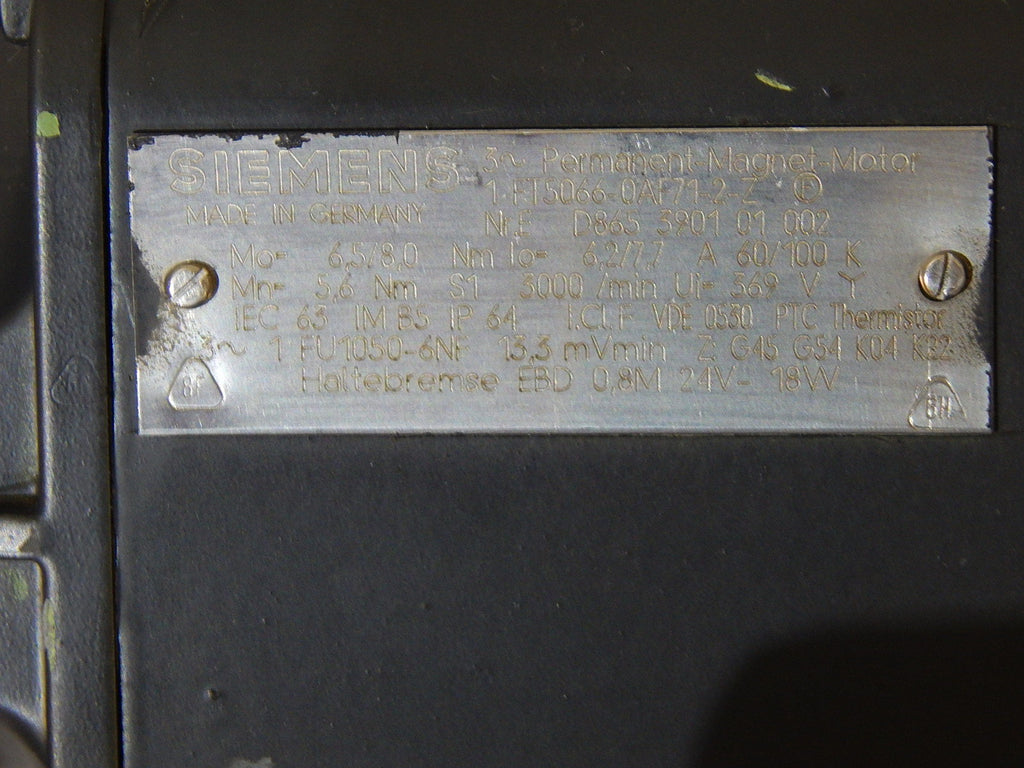 SIEMENS 3~ Permanent-Magnet-Motor
1-FT5066-0AF71-2-Z Ⓕ
MADE IN GERMANY Nr.E D865 3901 01 002
Mo= 6,5/8,0 Nm Io= 6,2/7,7 A 60/100 K
Mn= 5,6 Nm S1 3000 /min Ui= 369 V Y
IEC 63 IM B5 IP 64 I.Cl.F VDE 0530 PTC Thermistor
3~ 1 FU1050-6NF 13,3 mVmin Z: G45 G54 K04
Haltebremse EBD 0,8M 24V- 18W